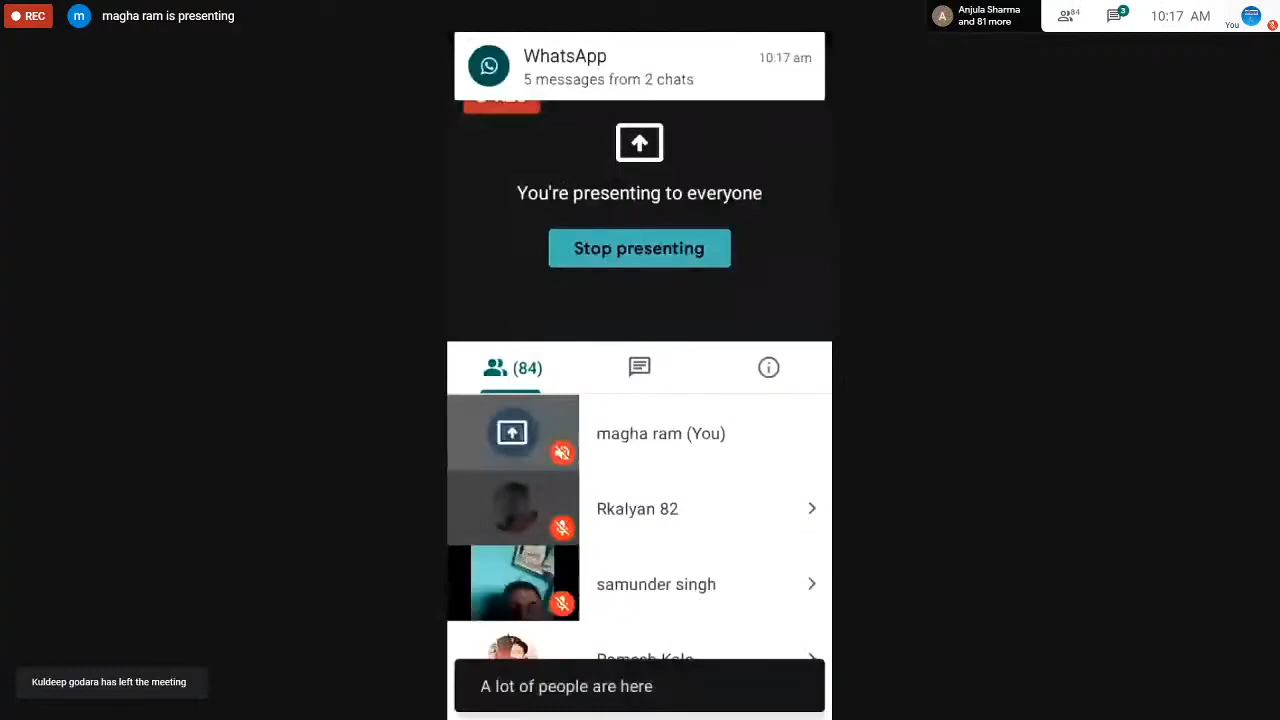 REC
m
magha ram is presenting
A
Anjula Sharma
and 81 more
84
3
10:17 AM
You
WhatsApp
10:17 am
5 messages from 2 chats
You're presenting to everyone
Stop presenting
(84)
magha ram (You)
Rkalyan 82
samunder singh
A lot of people are here
Kuldeep godara has left the meeting